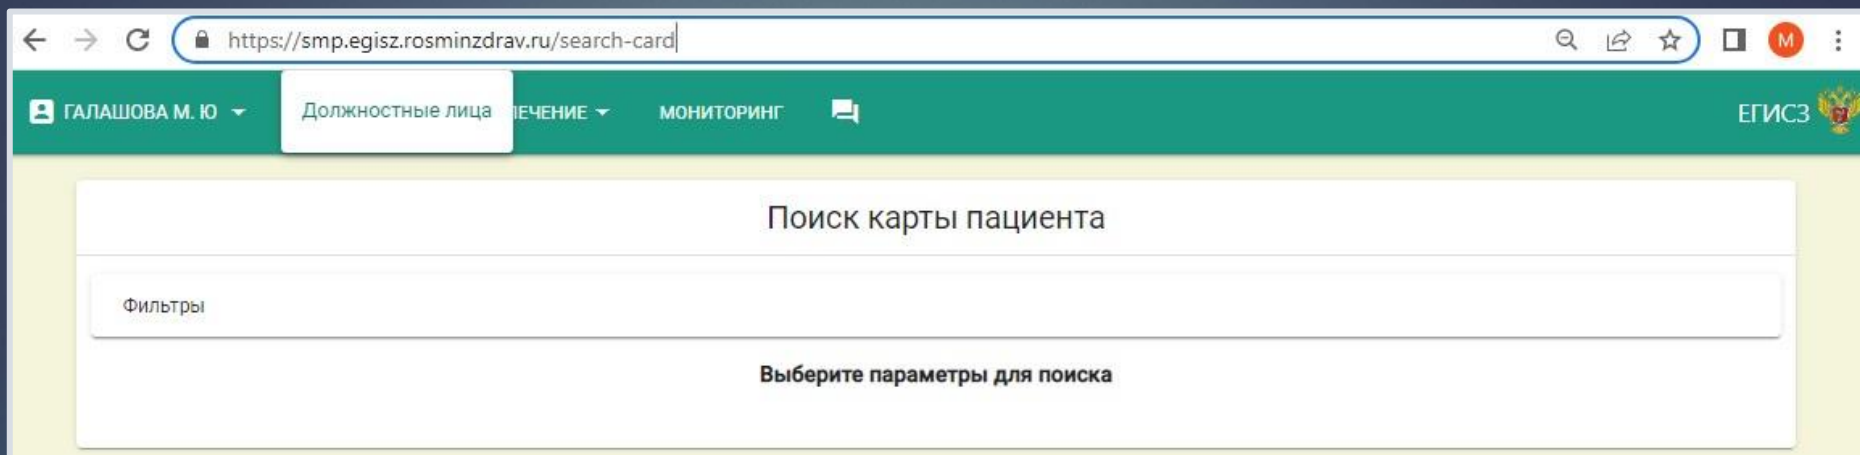 https://smp.egisz.rosminzdrav.ru/search-card
М
ГАЛАШОВА М. Ю
Должностные лица
ЛЕЧЕНИЕ
МОНИТОРИНГ
ЕГИСЗ
Поиск карты пациента
Фильтры
Выберите параметры для поиска